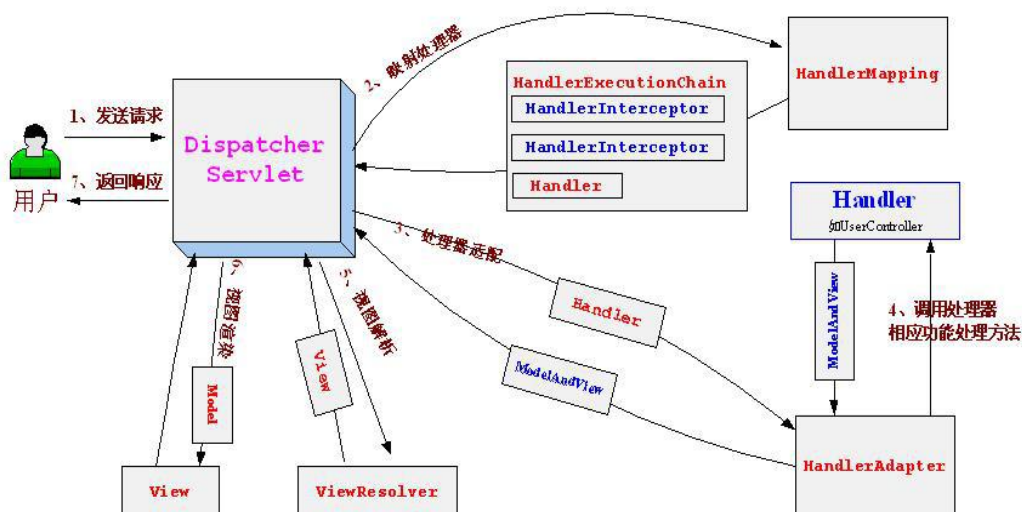 1、发送请求
7、返回响应
用户
Dispatcher
Servlet
2、映射处理器
HandlerExecutionChain
HandlerInterceptor
HandlerInterceptor
Handler
HandlerMapping
Handler
如UserController
ModelAndView
4、调用处理器
相应功能处理方法
3、处理器适配
Handler
ModelAndView
HandlerAdapter
5、视图解析
View
ViewResolver
6、视图渲染
Model
View